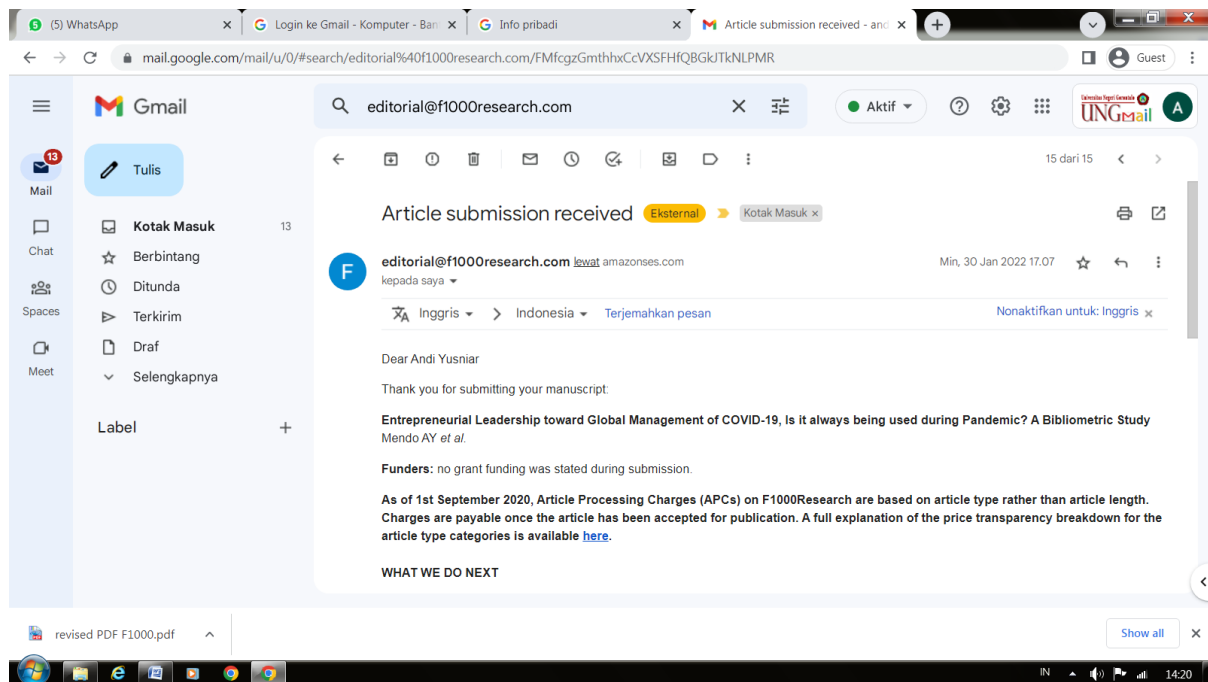 (5) WhatsApp
Login ke Gmail - Komputer - Ban
Info pribadi
Article submission received - and
mail.google.com/mail/u/0/#search/editorial%40f1000research.com/FMfcgzGmthhxCcVXSFHfQBGkJTkNLPMR
Guest
Gmail
editorial@f1000research.com
Aktif
Universitas Negeri Gorontalo
UNGMail
A
13
Mail
Chat
Spaces
Meet
Tulis
Kotak Masuk 13
Berbintang
Ditunda
Terkirim
Draf
Selengkapnya
Label
15 dari 15
Article submission received Eksternal Kotak Masuk ×
F
editorial@f1000research.com lewat amazonses.com
Min, 30 Jan 2022 17.07
kepada saya
Inggris > Indonesia Terjemahkan pesan
Nonaktifkan untuk: Inggris ×
Dear Andi Yusniar
Thank you for submitting your manuscript:
Entrepreneurial Leadership toward Global Management of COVID-19, Is it always being used during Pandemic? A Bibliometric Study
Mendo AY et al.
Funders: no grant funding was stated during submission.
As of 1st September 2020, Article Processing Charges (APCs) on F1000Research are based on article type rather than article length.
Charges are payable once the article has been accepted for publication. A full explanation of the price transparency breakdown for the
article type categories is available here.
WHAT WE DO NEXT
revised PDF F1000.pdf
Show all
IN
14:20